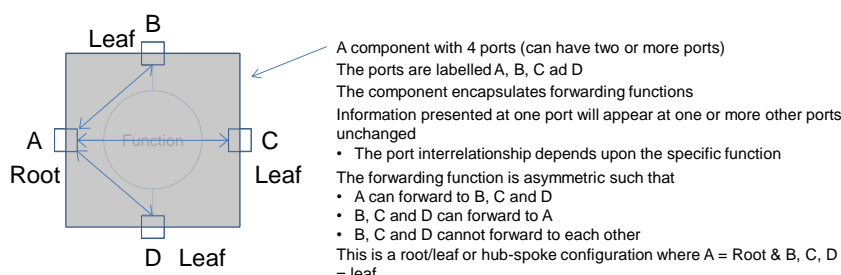 B
Leaf
A
Root
Function
C
Leaf
D Leaf
A component with 4 ports (can have two or more ports)
The ports are labelled A, B, C ad D
The component encapsulates forwarding functions
Information presented at one port will appear at one or more other ports
unchanged
• The port interrelationship depends upon the specific function
The forwarding function is asymmetric such that
• A can forward to B, C and D
• B, C and D can forward to A
• B, C and D cannot forward to each other
This is a root/leaf or hub-spoke configuration where A = Root & B, C, D
= leaf